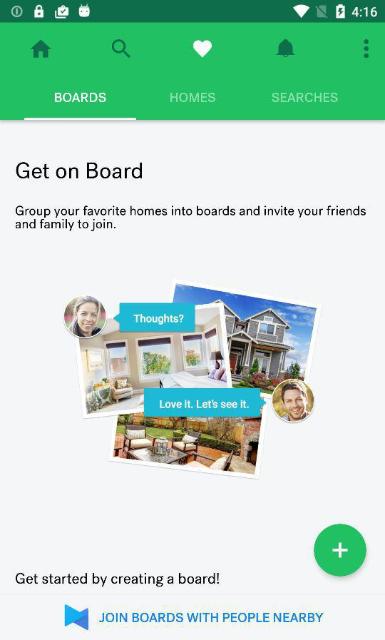 4:16
BOARDS
HOMES
SEARCHES
Get on Board
Group your favorite homes into boards and invite your friends
and family to join.
Thoughts?
Love it. Let's see it.
Get started by creating a board!
JOIN BOARDS WITH PEOPLE NEARBY